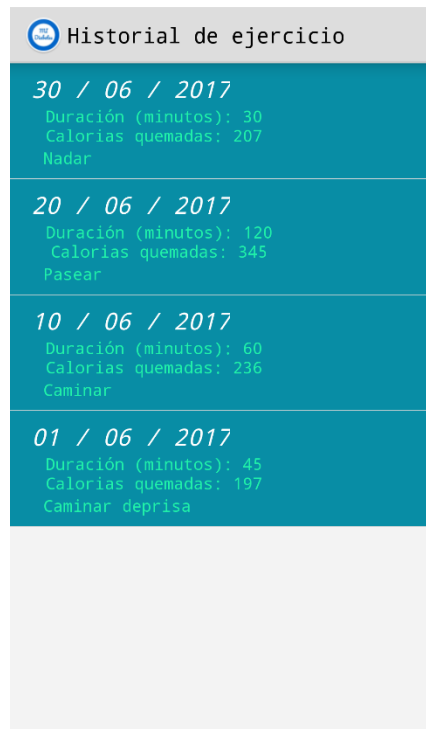 Historial de ejercicio
30 / 06 / 2017
Duración (minutos): 30
Calorias quemadas: 207
Nadar
20 / 06 / 2017
Duración (minutos): 120
Calorias quemadas: 345
Pasear
10 / 06 / 2017
Duración (minutos): 60
Calorias quemadas: 236
Caminar
01 / 06 / 2017
Duración (minutos): 45
Calorias quemadas: 197
Caminar deprisa